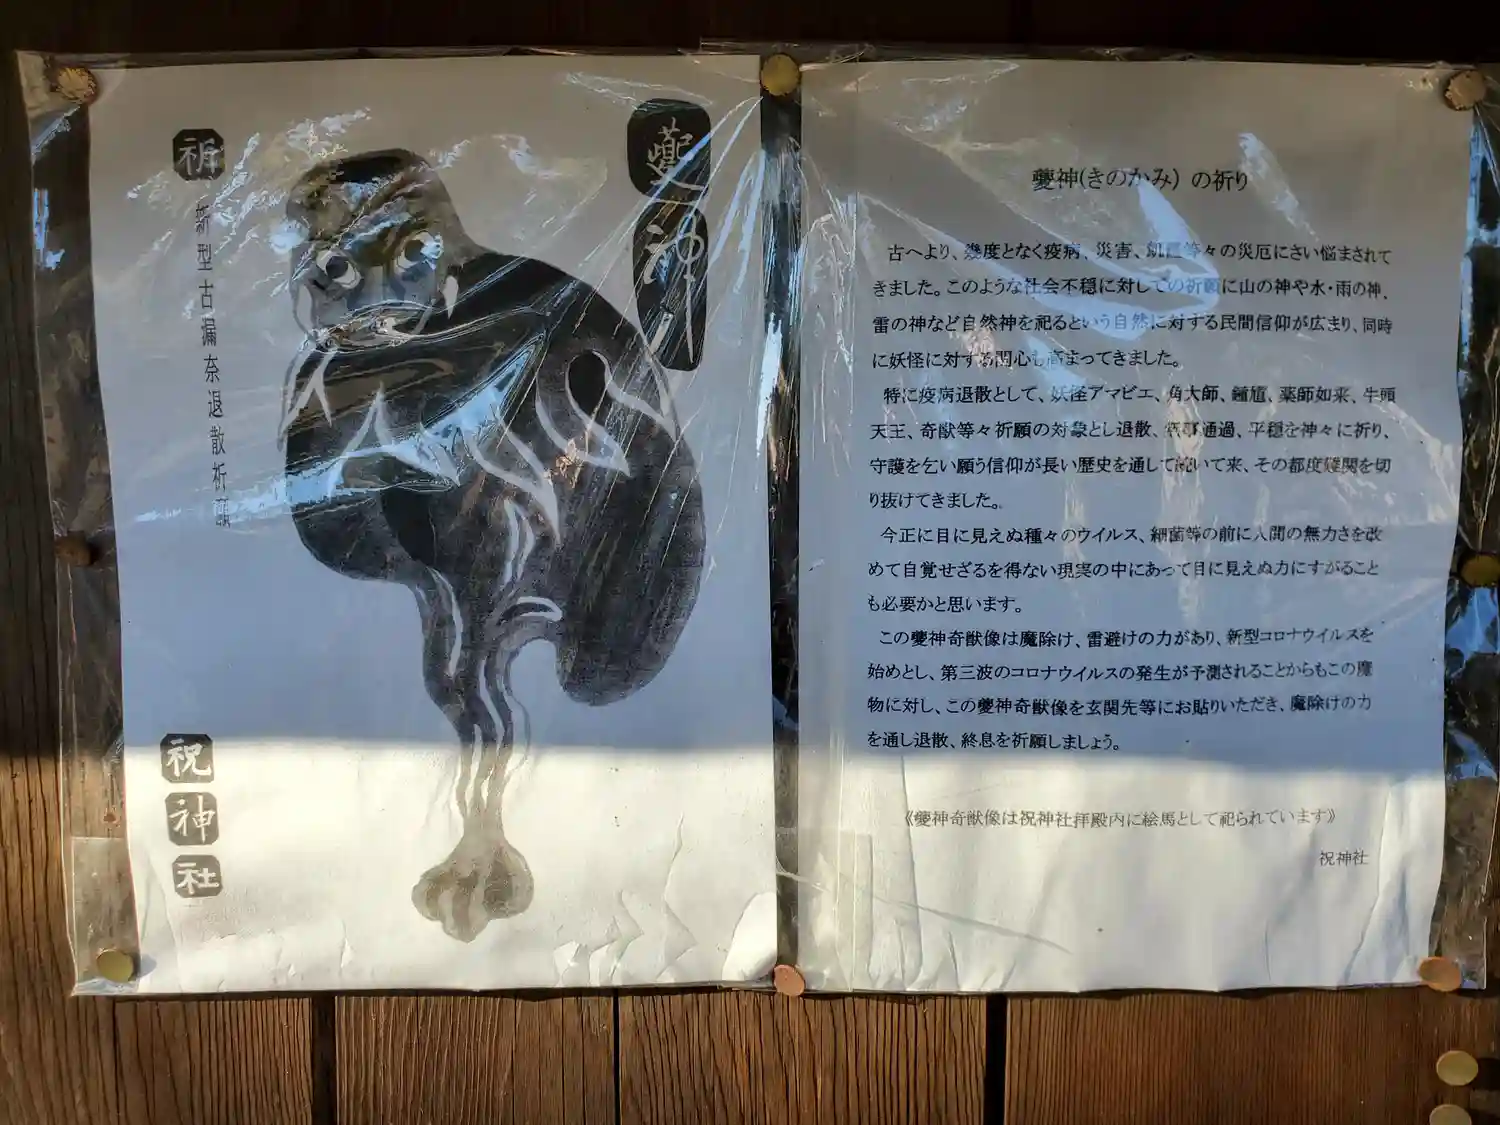 夔神
祈
新型古漏奈退散祈願
祝神社
夔神(きのかみ) の祈り
古へより、幾度となく疫病、災害、飢饉等々の災厄にさい悩まされて
きました。このような社会不穏に対しての祈願に山の神や水・雨の神、
雷の神など自然神を祀るという自然に対する民間信仰が広まり、同時
に妖怪に対する関心も高まってきました。
特に疫病退散として、妖怪アマビエ、角大師、鍾馗、薬師如来、牛頭
天王、奇獣等々祈願の対象とし退散、通過、平穏を神々に祈り、
守護を乞い願う信仰が長い歴史を通して続いて来、その都度難関を切
り抜けてきました。
今正に目に見えぬ種々のウイルス、細菌等の前に人間の無力さを改
めて自覚せざるを得ない現実の中にあって目に見えぬ力にすがること
も必要かと思います。
この夔神奇獣像は魔除け、雷避けの力があり、新型コロナウイルスを
始めとし、第三波のコロナウイルスの発生が予測されることからもこの魔
物に対し、この夔神奇獣像を玄関先等にお貼りいただき、魔除けの力
を通し退散、終息を祈願しましょう。
《夔神奇獣像は祝神社拝殿内に絵馬として祀られています》
祝神社